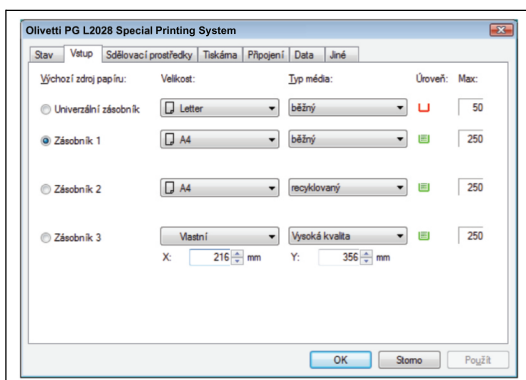 Olivetti PG L2028 Special Printing System
Stav Vstup Sdělovací prostředky Tiskárna Připojení Data Jiné
Výchozí zdroj papíru: Velikost: Typ média: Úroveň: Max:
Univerzální zásobník Letter běžný 50
Zásobník 1 A4 běžný 250
Zásobník 2 A4 recyklovaný 250
Zásobník 3 Vlastní Vysoká kvalita 250
X: 216 mm Y: 356 mm
OK Storno Použít